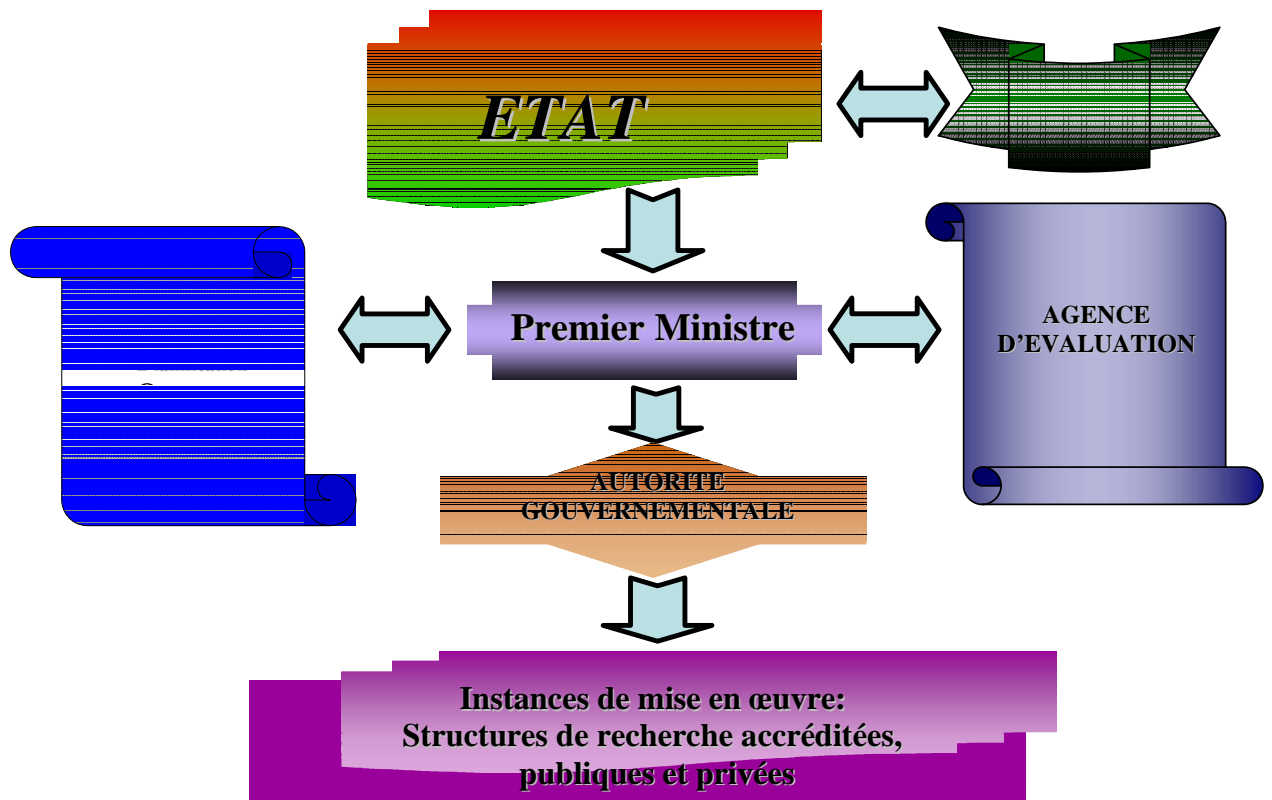 ETAT
Premier Ministre
AGENCE
D’EVALUATION
AUTORITE
GOUVERNEMENTALE
Instances de mise en œuvre:
Structures de recherche accréditées,
publiques et privées